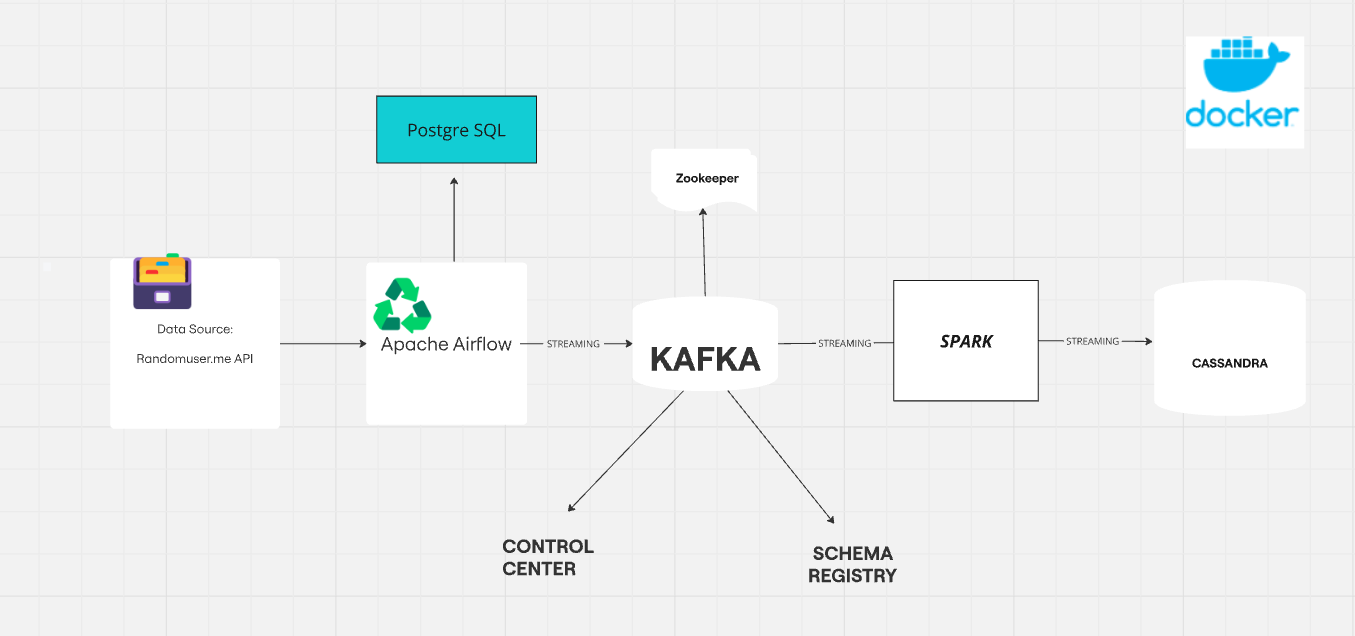 docker
Postgre SQL
Zookeeper
Data Source:
Randomuser.me API
Apache Airflow
STREAMING
KAFKA
STREAMING
SPARK
STREAMING
CASSANDRA
CONTROL
CENTER
SCHEMA
REGISTRY